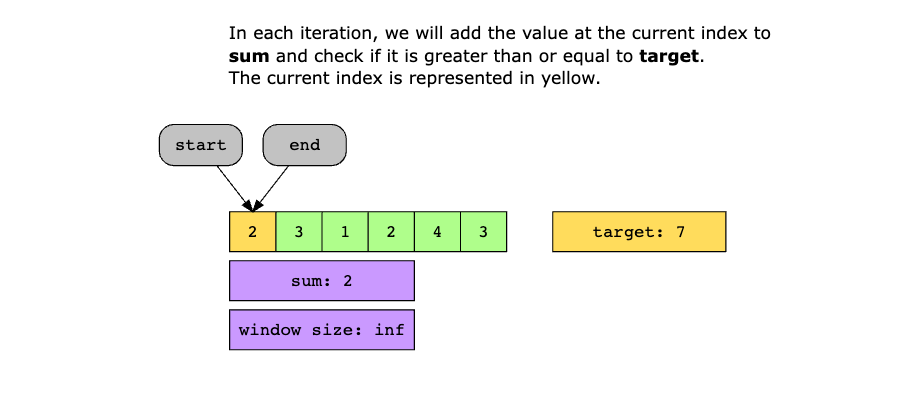 In each iteration, we will add the value at the current index to
sum and check if it is greater than or equal to target.
The current index is represented in yellow.
start end
2 3 1 2 4 3 target: 7
sum: 2
window size: inf